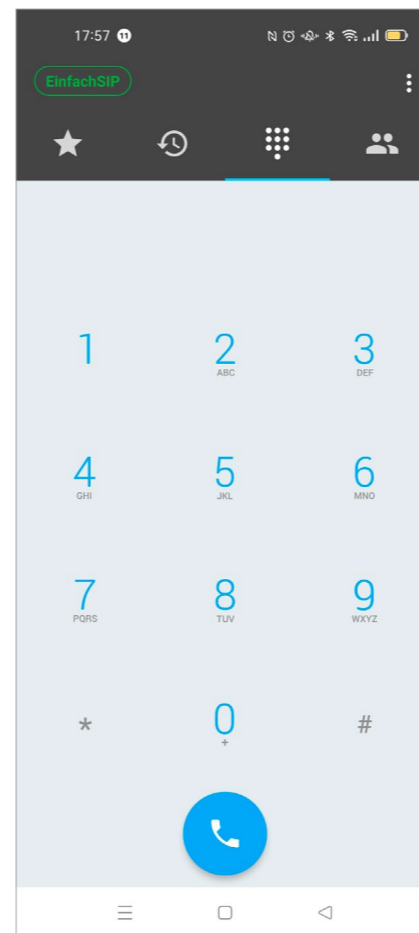 17:57 11
EinfachSIP
1 2 3
ABC DEF
4 5 6
GHI JKL MNO
7 8 9
PQRS TUV WXYZ
* 0 #
+